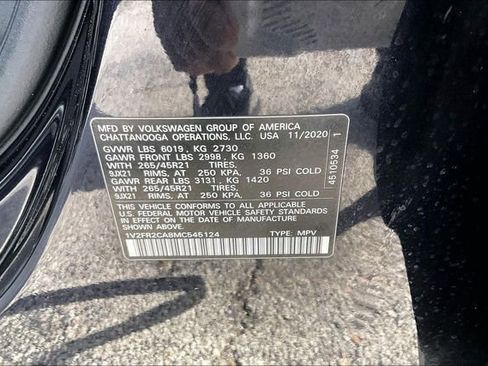 MFD BY VOLKSWAGEN GROUP OF AMERICA
CHATTANOOGA OPERATIONS, LLC. USA 11/2020
GVWR LBS 6019, KG 2730
GAWR FRONT LBS 2998, KG 1360
WITH 265/45R21 TIRES,
9JX21 RIMS, AT 250 KPA, 36 PSI COLD
GAWR REAR LBS 3131, KG 1420
WITH 265/45R21 TIRES,
9JX21 RIMS, AT 250 KPA, 36 PSI COLD
THIS VEHICLE CONFORMS TO ALL APPLICABLE
U.S. FEDERAL MOTOR VEHICLE SAFETY STANDARDS
IN EFFECT ON THE DATE OF MANUFACTURE
SHOWN ABOVE.
1V2FR2CA8MC545124 TYPE: MPV
4510534 1